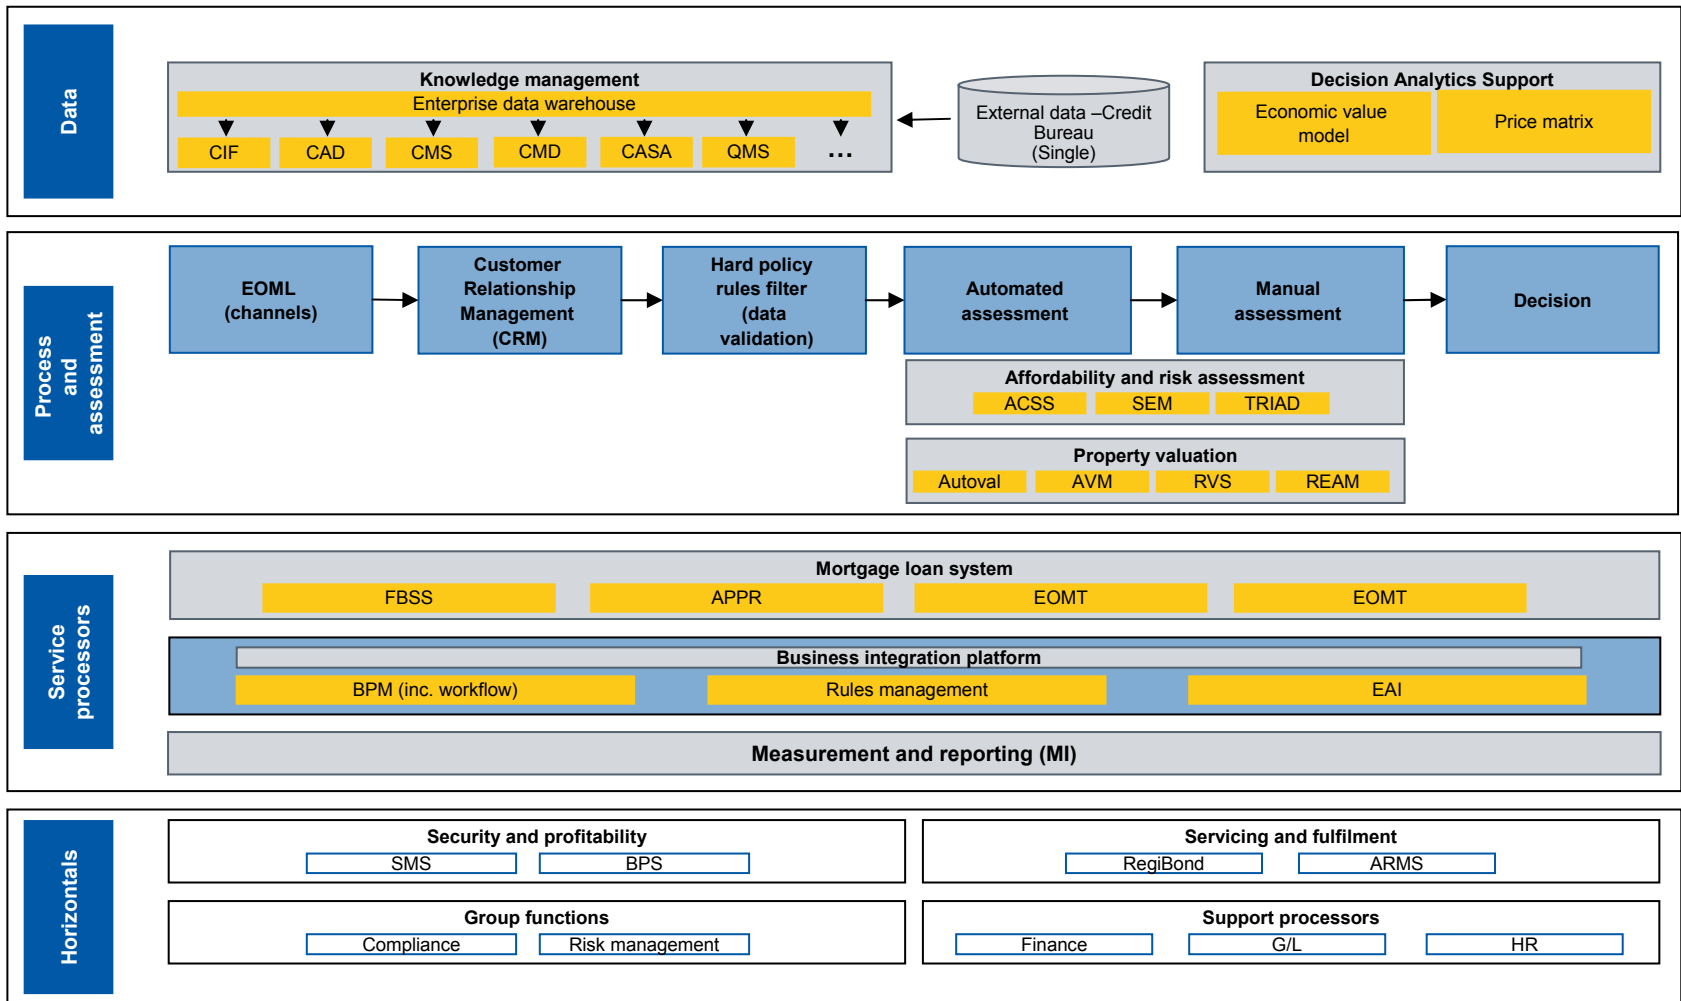 Data
Knowledge management
Enterprise data warehouse
CIF
CAD
CMS
CMD
CASA
QMS
...
External data –Credit
Bureau
(Single)
Decision Analytics Support
Economic value
model
Price matrix
Process
and
assessment
EOML
(channels)
Customer
Relationship
Management
(CRM)
Hard policy
rules filter
(data
validation)
Automated
assessment
Manual
assessment
Decision
Affordability and risk assessment
ACSS
SEM
TRIAD
Property valuation
Autoval
AVM
RVS
REAM
Service
processors
Mortgage loan system
FBSS
APPR
EOMT
EOMT
Business integration platform
BPM (inc. workflow)
Rules management
EAI
Measurement and reporting (MI)
Horizontals
Security and profitability
SMS
BPS
Servicing and fulfilment
RegiBond
ARMS
Group functions
Compliance
Risk management
Support processors
Finance
G/L
HR